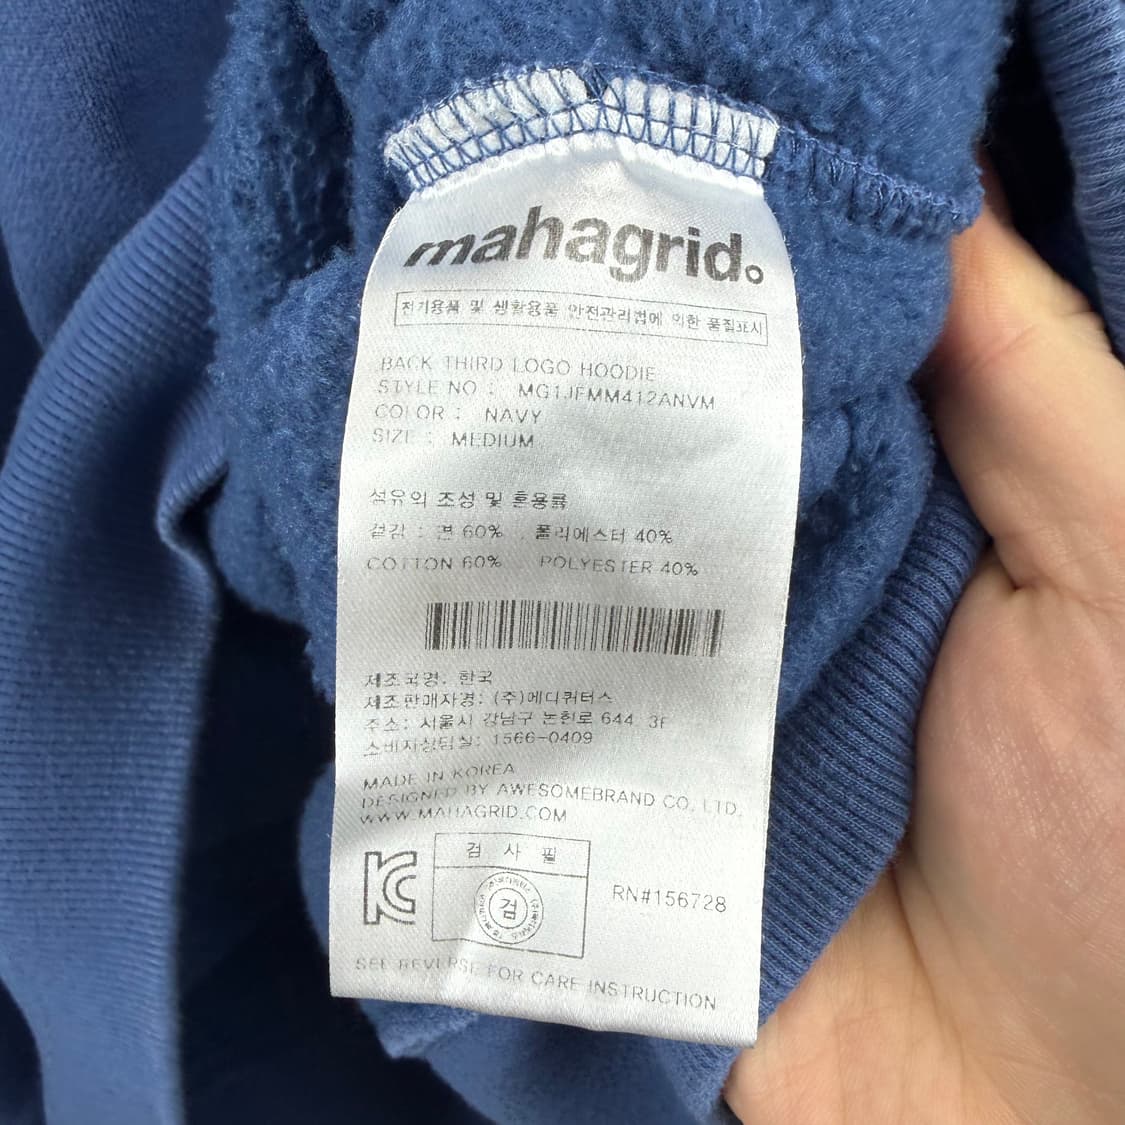 mahagrid.
전기용품 및 생활용품 안전관리법에 의한 품질표시
BACK THIRD LOGO HOODIE
STYLE NO : MG1JFMM412ANVM
COLOR : NAVY
SIZE : MEDIUM
섬유의 조성 및 혼용률
겉감 : 면 60% , 폴리에스터 40%
COTTON 60% POLYESTER 40%
제조국명: 한국
제조판매자경: (주)에디쿼터스
주소: 서울시 강남구 논현로 644 3F
소비자상담실: 1566-0409
MADE IN KOREA
DESIGNED BY AWESOMEBRAND CO, LTD.
WWW.MAHAGRID.COM
검 사 필
검
RN#156728
SEE REVERSE FOR CARE INSTRUCTION